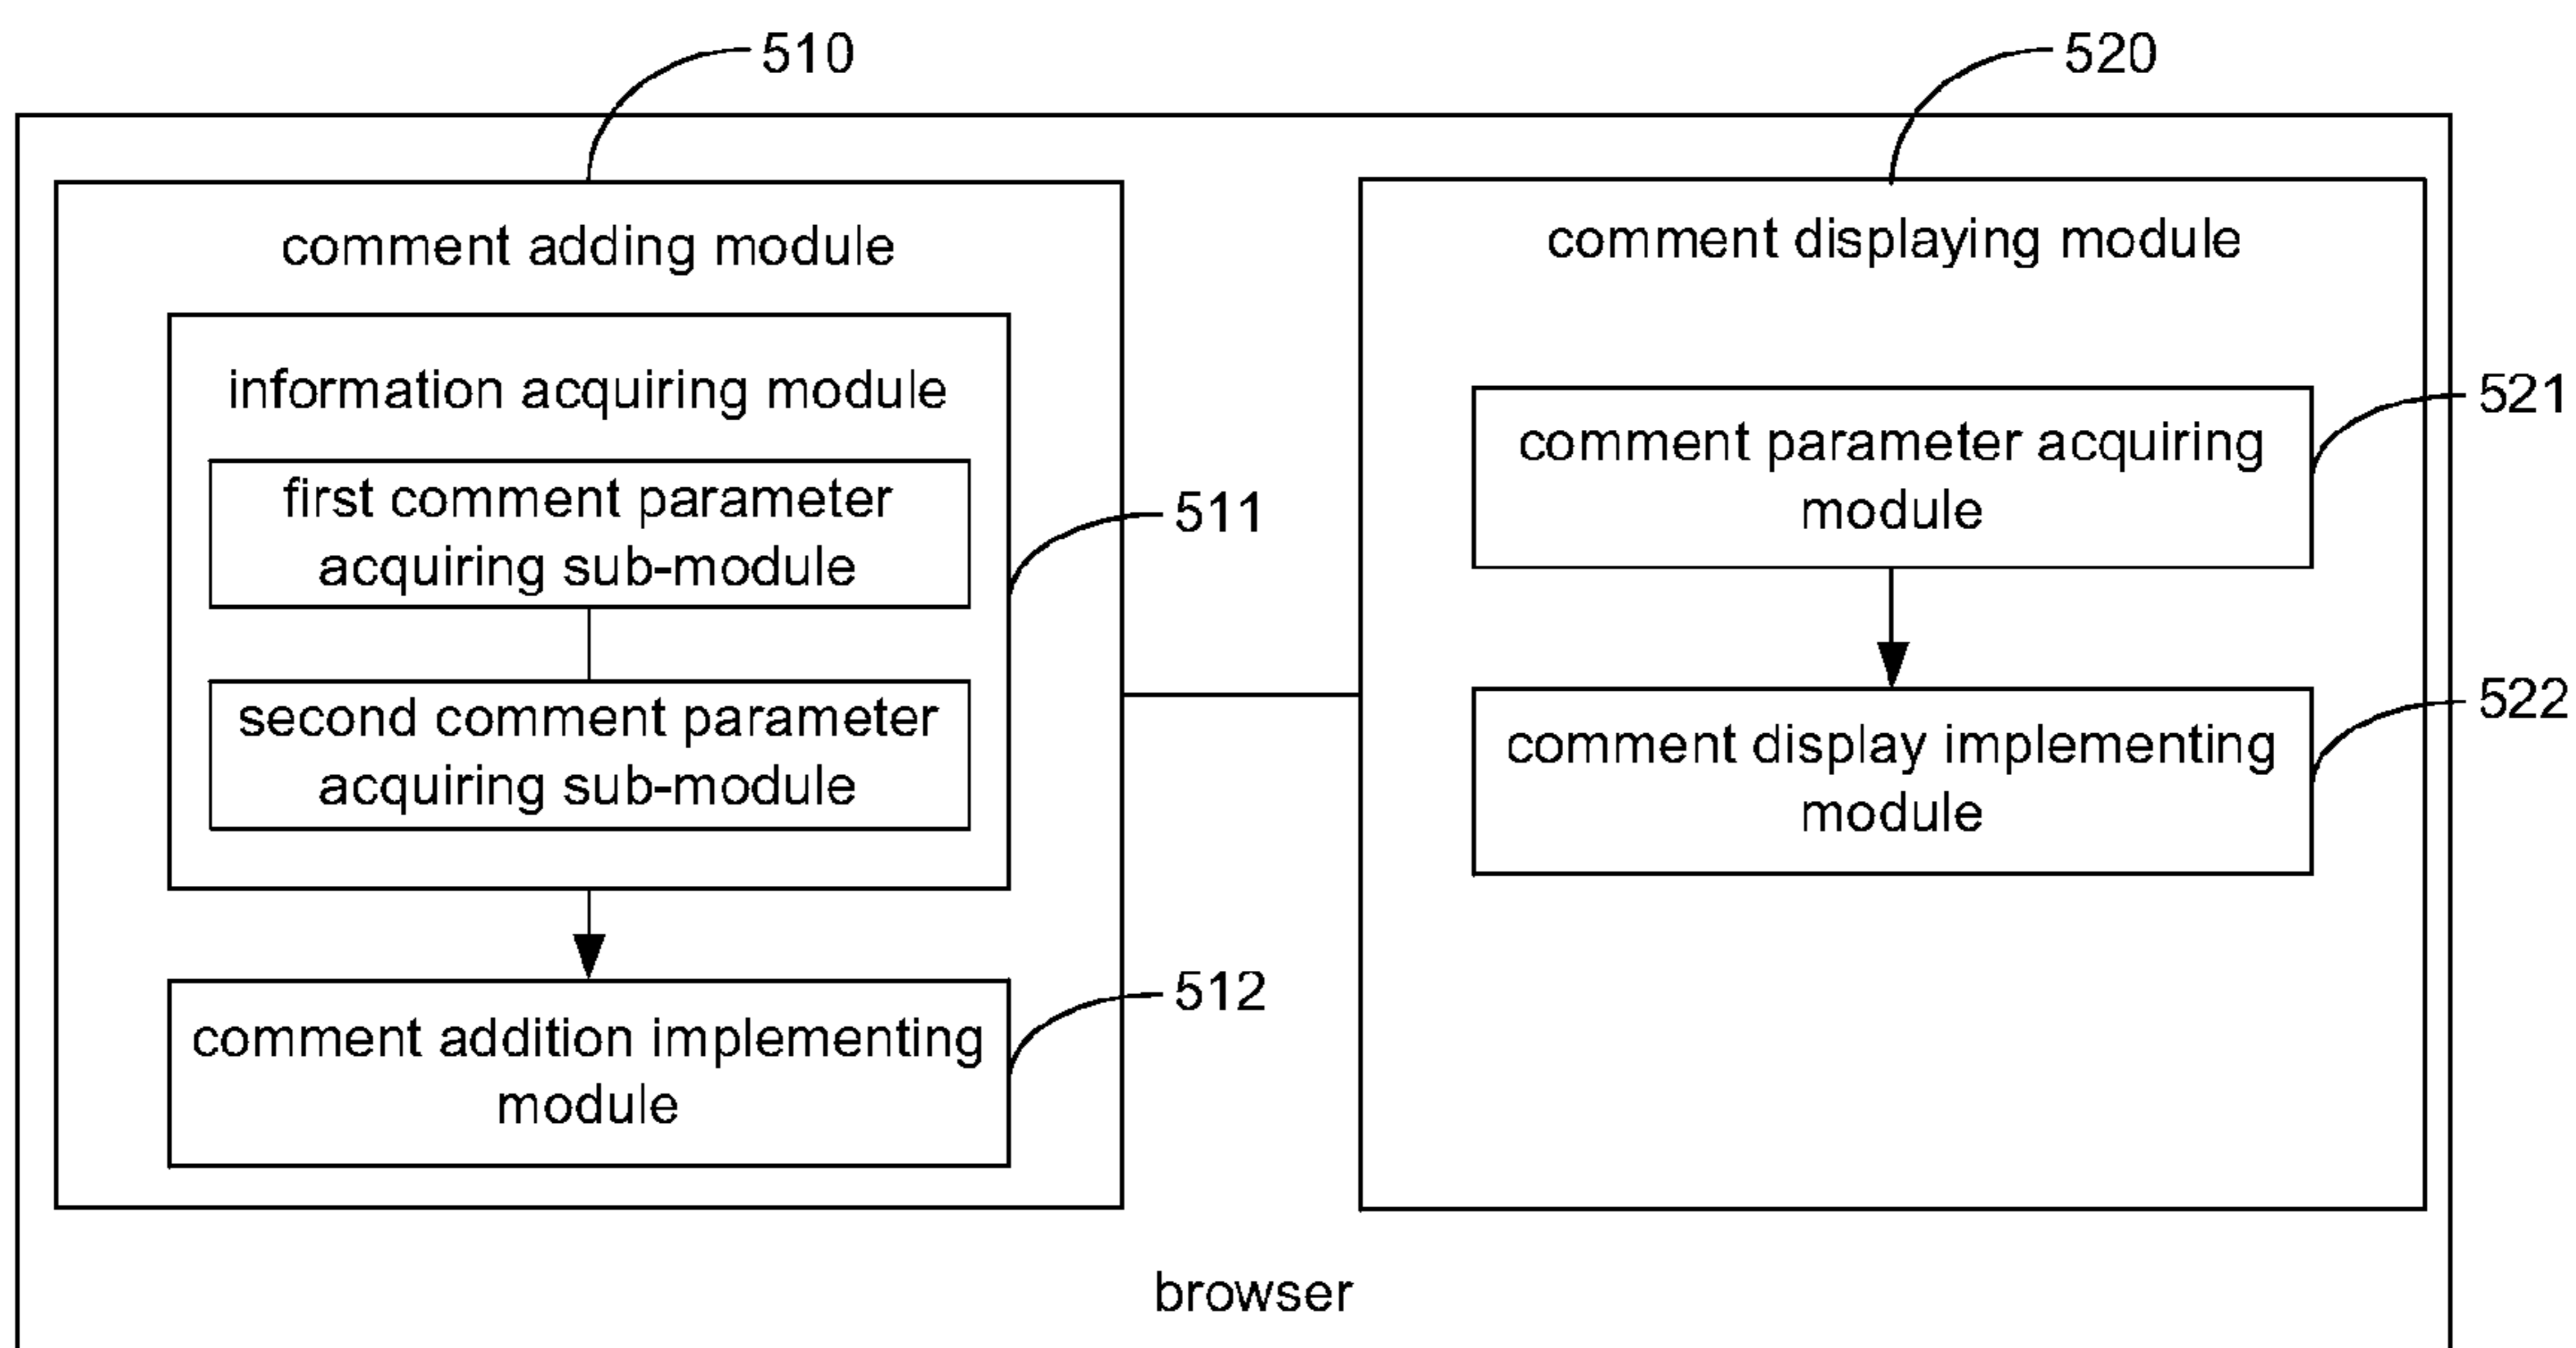 510
520
comment adding module
information acquiring module
first comment parameter
acquiring sub-module
511
second comment parameter
acquiring sub-module
512
comment addition implementing
module
comment displaying module
521
comment parameter acquiring
module
522
comment display implementing
module
browser